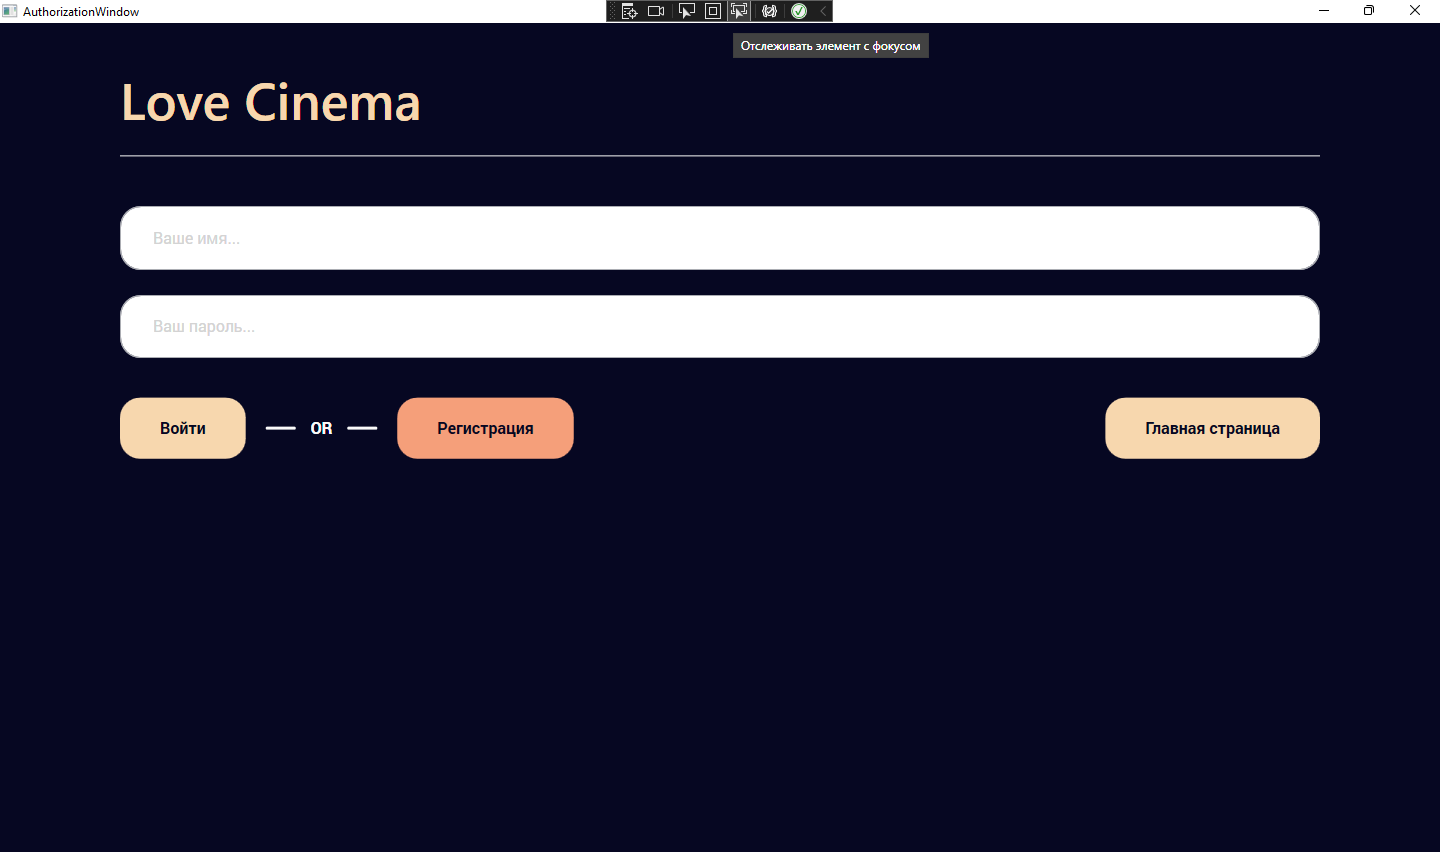 AuthorizationWindow
Отслеживать элемент с фокусом
Love Cinema
Ваше имя...
Ваш пароль...
Войти
OR
Регистрация
Главная страница